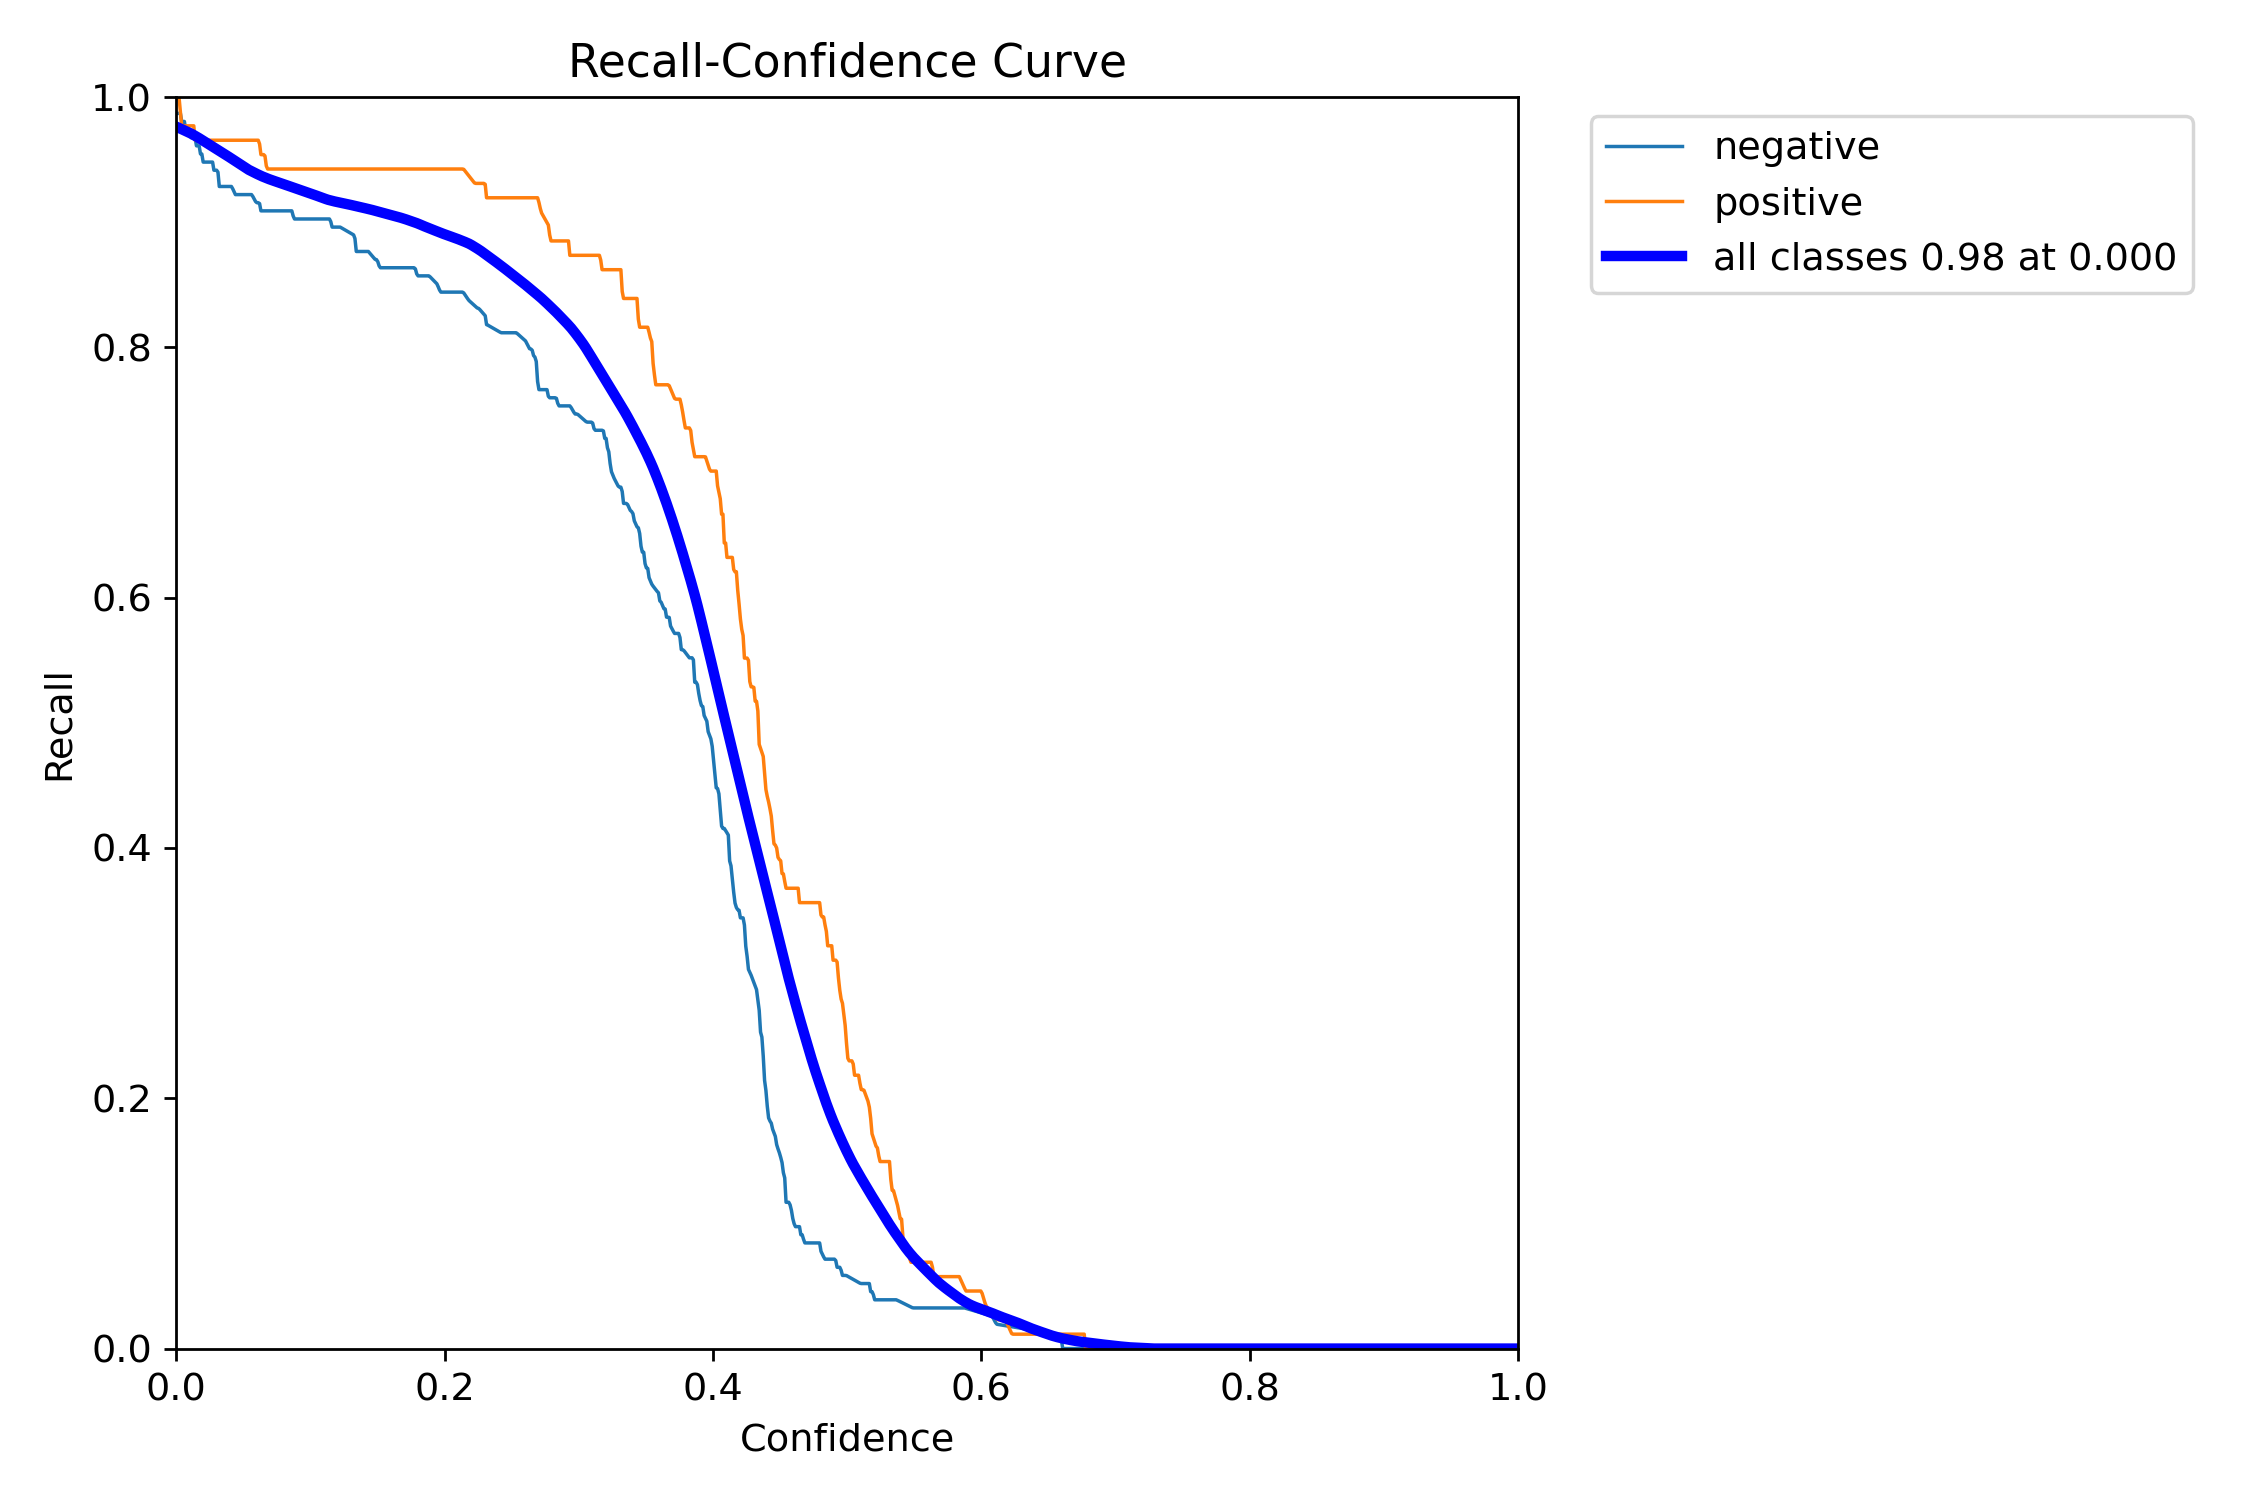 Recall-Confidence Curve
1.0
0.8
0.6
0.4
0.2
0.0
Recall
0.0 0.2 0.4 0.6 0.8 1.0
Confidence
negative
positive
all classes 0.98 at 0.000